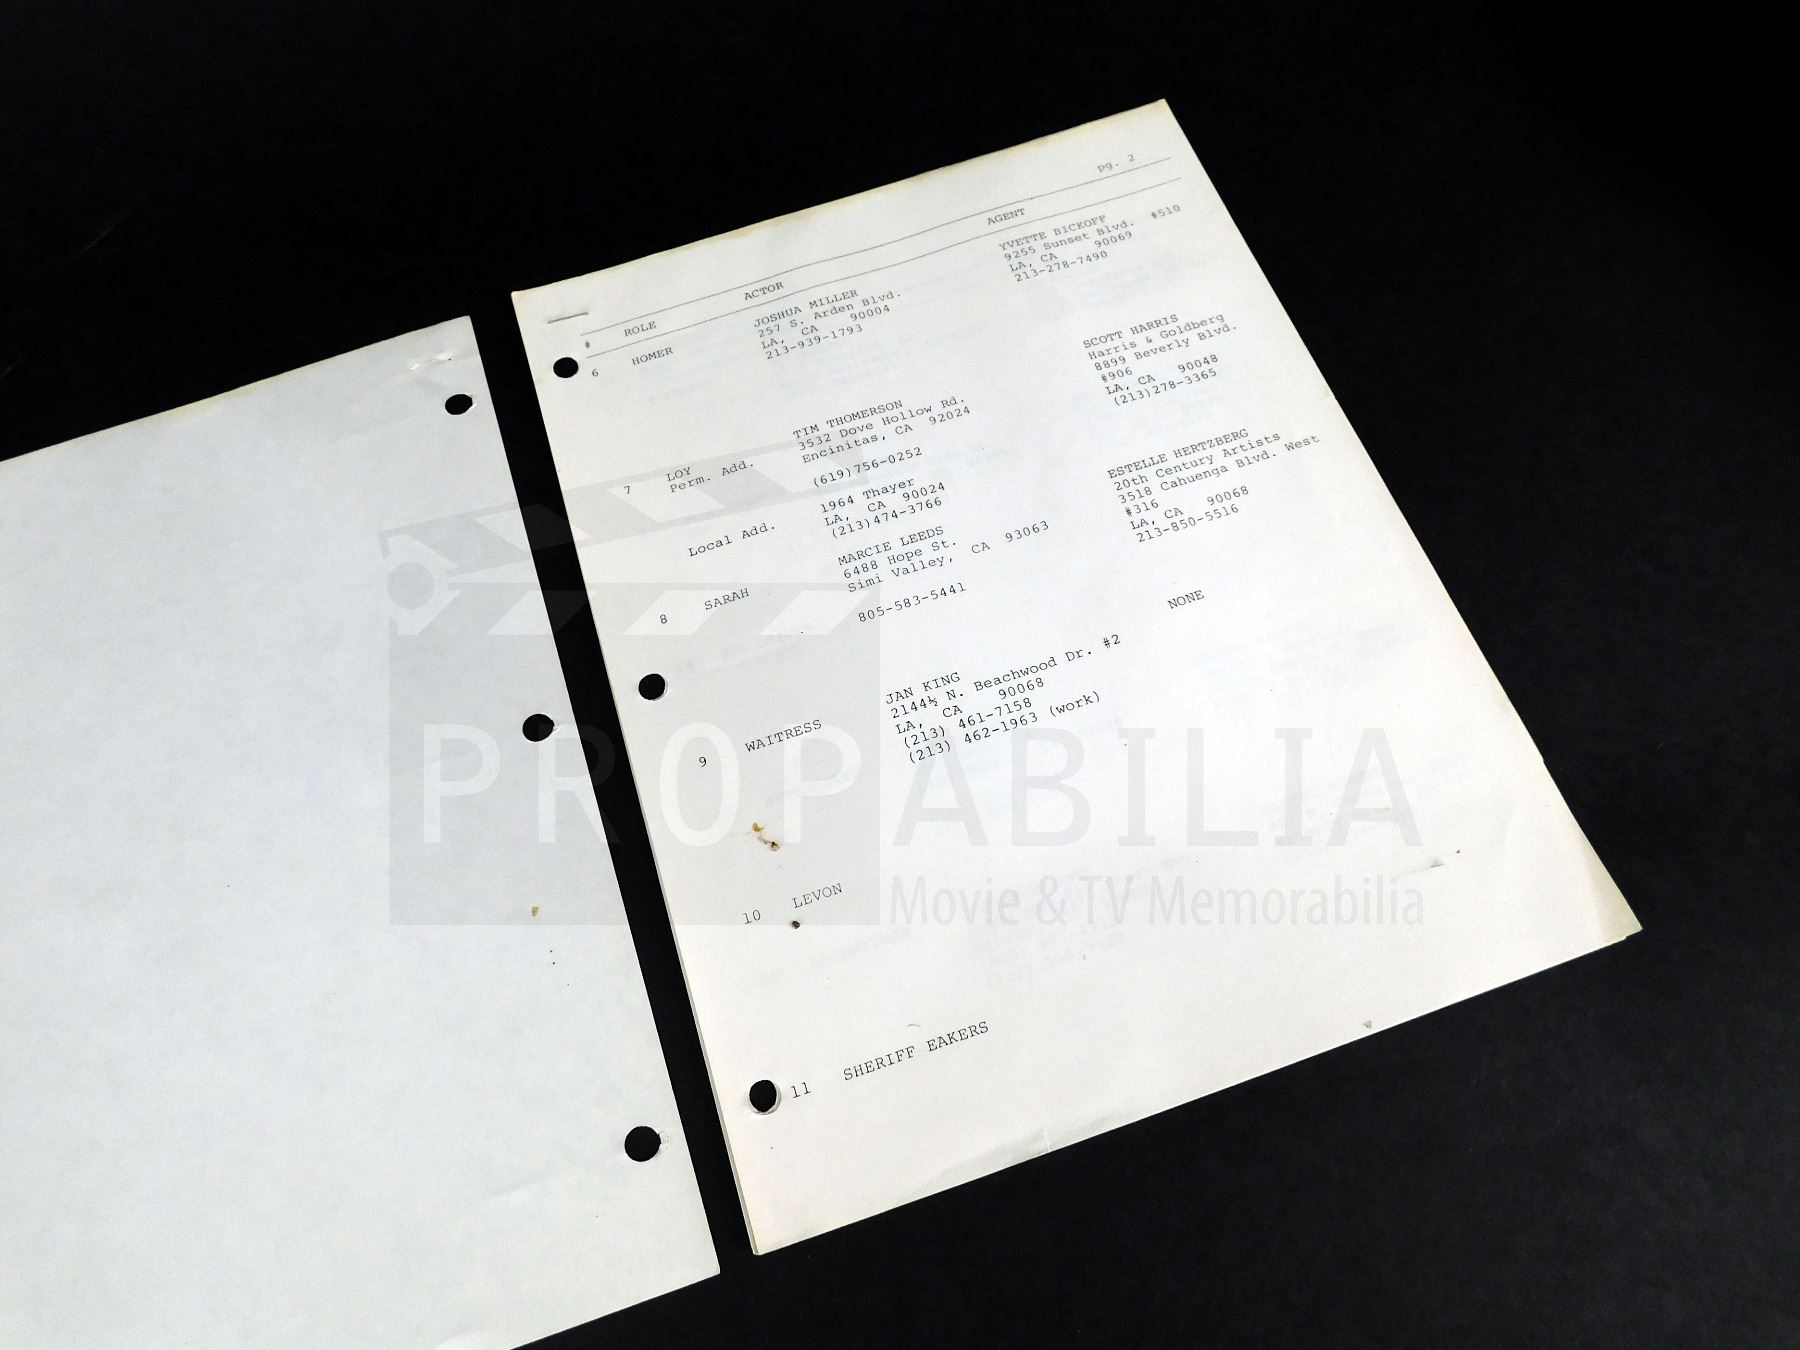 pg. 2
# ROLE ACTOR AGENT
6 HOMER JOSHUA MILLER YVETTE BICKOFF
257 S. Arden Blvd. 9255 Sunset Blvd. #510
LA, CA 90004 LA, CA 90069
213-939-1793 213-278-7490
7 LOY TIM THOMERSON SCOTT HARRIS
Perm. Add. 3532 Dove Hollow Rd. Harris & Goldberg
Encinitas, CA 92024 8899 Beverly Blvd.
#906
(619)756-0252 LA, CA 90048
(213)278-3365
Local Add. 1964 Thayer
LA, CA 90024
(213)474-3766
8 SARAH MARCIE LEEDS ESTELLE HERTZBERG
6488 Hope St. 20th Century Artists
Simi Valley, CA 93063 3518 Cahuenga Blvd. West
#316
805-583-5441 LA, CA 90068
213-850-5516
9 WAITRESS JAN KING NONE
2144½ N. Beachwood Dr. #2
LA, CA 90068
(213) 461-7158
(213) 462-1963 (work)
10 LEVON
11 SHERIFF EAKERS
PROPABILIA
Movie & TV Memorabilia